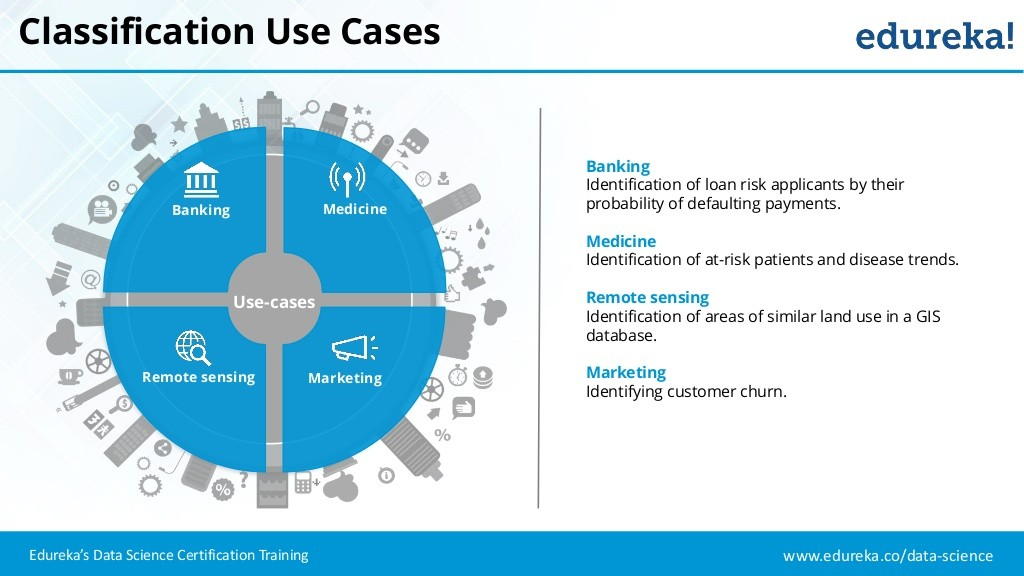 Classification Use Cases
edureka!
Banking
Medicine
Use-cases
Remote sensing
Marketing
Banking
Identification of loan risk applicants by their
probability of defaulting payments.
Medicine
Identification of at-risk patients and disease trends.
Remote sensing
Identification of areas of similar land use in a GIS
database.
Marketing
Identifying customer churn.
Edureka's Data Science Certification Training
www.edureka.co/data-science